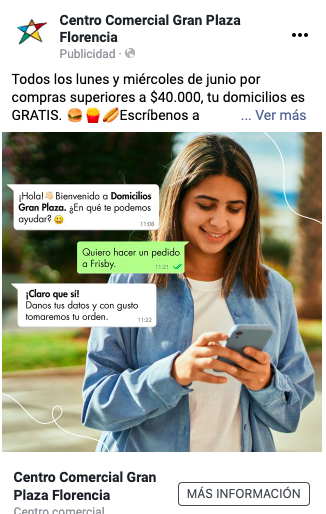 Centro Comercial Gran Plaza
Florencia
Publicidad ·
Todos los lunes y miércoles de junio por
compras superiores a $40.000, tu domicilios es
GRATIS. 🍔🍟🌭Escríbenos a ... Ver más
¡Hola!👋🏻 Bienvenido a Domicilios
Gran Plaza. ¿En qué te podemos
ayudar? 😀
11:08
Quiero hacer un pedido
a Frisby.
11:21
¡Claro que sí!
Danos tus datos y con gusto
tomaremos tu orden.
11:22
Centro Comercial Gran
Plaza Florencia
MÁS INFORMACIÓN
Centro comercial